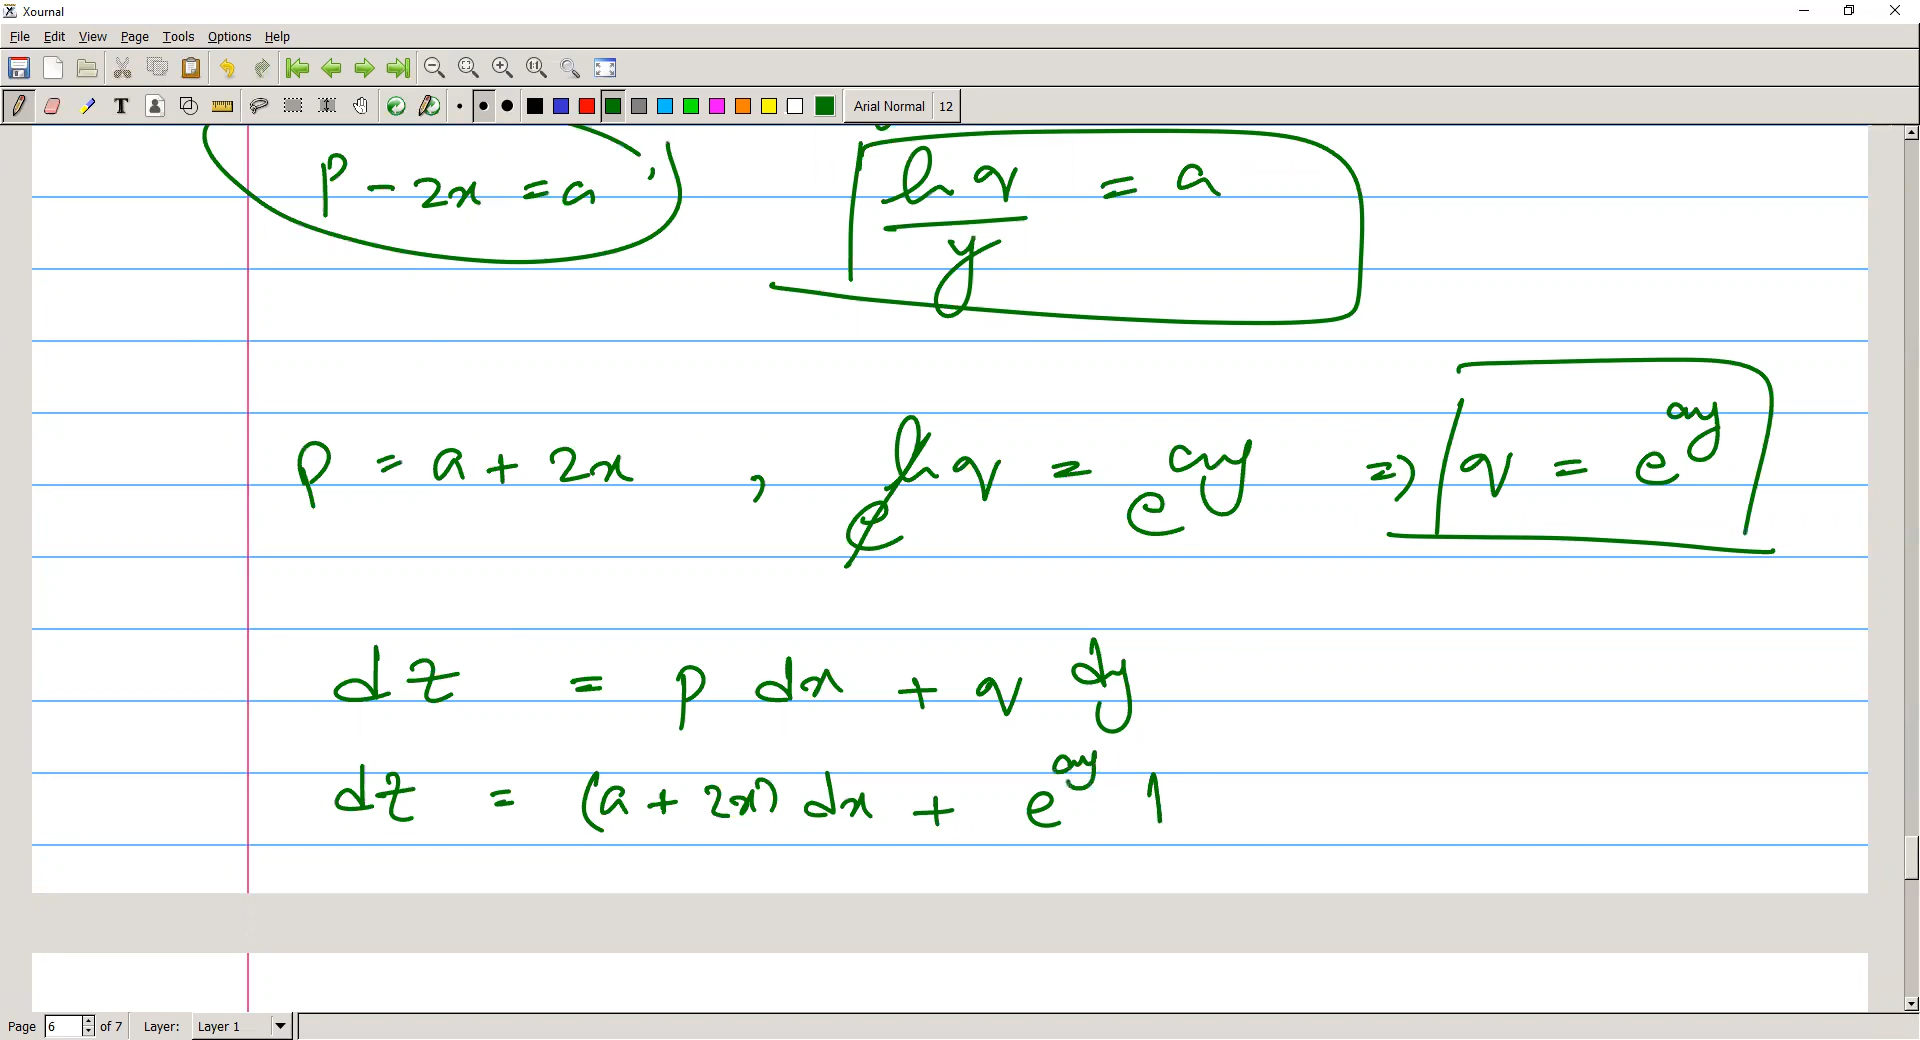 Xournal
File Edit View Page Tools Options Help
T Arial Normal 12
p - 2x = a , ln q / y = a
p = a + 2x , e^ln q = e^ay => q = e^ay
dz = p dx + q dy
dz = (a + 2x) dx + e^ay 1
Page 6 of 7 Layer: Layer 1